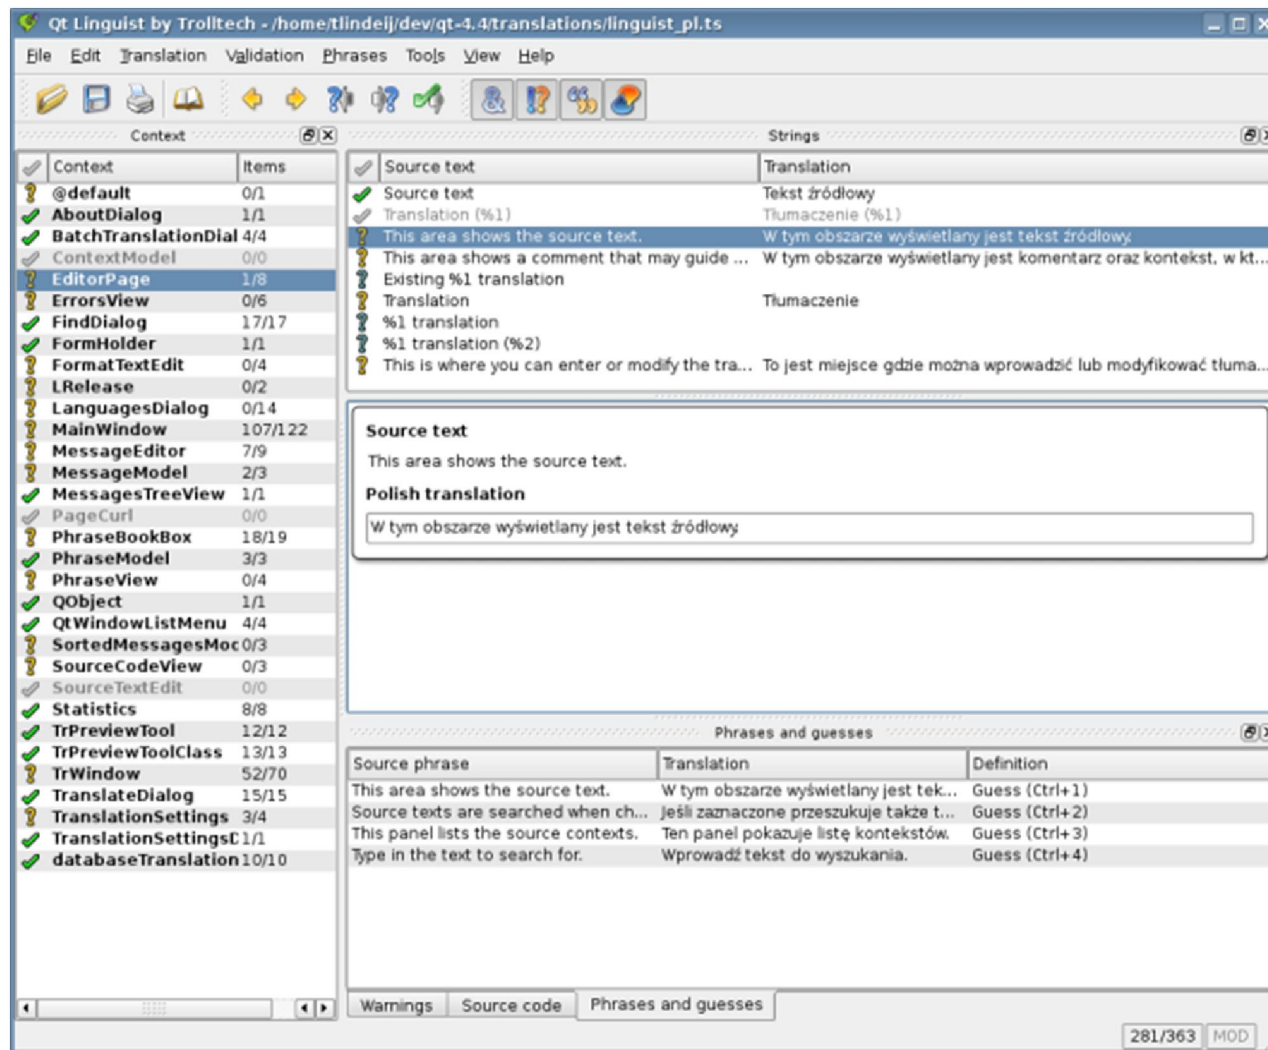 Qt Linguist by Trolltech - /home/tlindeij/dev/qt-4.4/translations/linguist_pl.ts
File Edit Translation Validation Phrases Tools View Help
Context
Context Items
@default 0/1
AboutDialog 1/1
BatchTranslationDial 4/4
ContextModel 0/0
EditorPage 1/8
ErrorsView 0/6
FindDialog 17/17
FormHolder 1/1
FormatTextEdit 0/4
LRelease 0/2
LanguagesDialog 0/14
MainWindow 107/122
MessageEditor 7/9
MessageModel 2/3
MessagesTreeView 1/1
PageCurl 0/0
PhraseBookBox 18/19
PhraseModel 3/3
PhraseView 0/4
QObject 1/1
QtWindowListMenu 4/4
SortedMessagesMoc 0/3
SourceCodeView 0/3
SourceTextEdit 0/0
Statistics 8/8
TrPreviewTool 12/12
TrPreviewToolClass 13/13
TrWindow 52/70
TranslateDialog 15/15
TranslationSettings 3/4
TranslationSettingsD 1/1
databaseTranslation 10/10
Strings
Source text Translation
Source text Tekst źródłowy
Translation (%1) Tłumaczenie (%1)
This area shows the source text. W tym obszarze wyświetlany jest tekst źródłowy.
This area shows a comment that may guide ... W tym obszarze wyświetlany jest komentarz oraz kontekst, w kt...
Existing %1 translation
Translation Tłumaczenie
%1 translation
%1 translation (%2)
This is where you can enter or modify the tra... To jest miejsce gdzie można wprowadzić lub modyfikować tłuma...
Source text
This area shows the source text.
Polish translation
W tym obszarze wyświetlany jest tekst źródłowy.
Phrases and guesses
Source phrase Translation Definition
This area shows the source text. W tym obszarze wyświetlany jest tek... Guess (Ctrl+1)
Source texts are searched when ch... Jeśli zaznaczone przeszukuje także t... Guess (Ctrl+2)
This panel lists the source contexts. Ten panel pokazuje listę kontekstów. Guess (Ctrl+3)
Type in the text to search for. Wprowadź tekst do wyszukania. Guess (Ctrl+4)
Warnings Source code Phrases and guesses
281/363 MOD